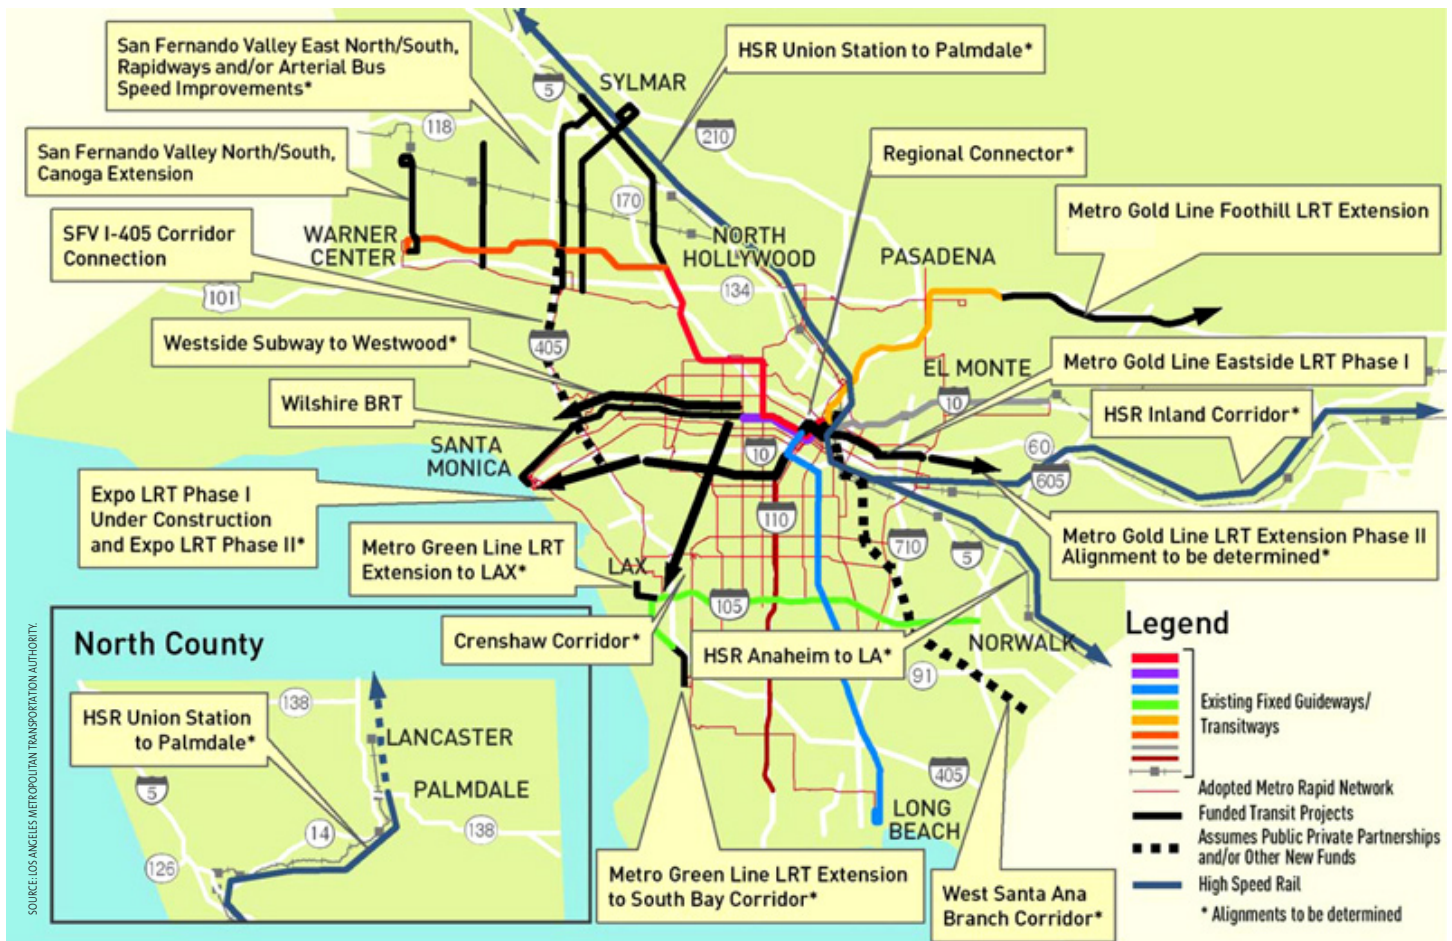 San Fernando Valley East North/South,
Rapidways and/or Arterial Bus
Speed Improvements*
HSR Union Station to Palmdale*
5
SYLMAR
118
210
San Fernando Valley North/South,
Canoga Extension
Regional Connector*
170
Metro Gold Line Foothill LRT Extension
SFV I-405 Corridor
Connection
WARNER
CENTER
NORTH
HOLLYWOOD
PASADENA
101
134
Westside Subway to Westwood*
405
EL MONTE
Metro Gold Line Eastside LRT Phase I
10
Wilshire BRT
HSR Inland Corridor*
SANTA
MONICA
10
60
605
Expo LRT Phase I
Under Construction
and Expo LRT Phase II*
110
Metro Green Line LRT
Extension to LAX*
LAX
710
5
Metro Gold Line LRT Extension Phase II
Alignment to be determined*
105
Crenshaw Corridor*
HSR Anaheim to LA*
NORWALK
91
405
LONG
BEACH
Metro Green Line LRT Extension
to South Bay Corridor*
West Santa Ana
Branch Corridor*
North County
138
HSR Union Station
to Palmdale*
LANCASTER
5
PALMDALE
14
138
126
Legend
Existing Fixed Guideways/
Transitways
Adopted Metro Rapid Network
Funded Transit Projects
Assumes Public Private Partnerships
and/or Other New Funds
High Speed Rail
* Alignments to be determined
SOURCE: LOS ANGELES METROPOLITAN TRANSPORTATION AUTHORITY.